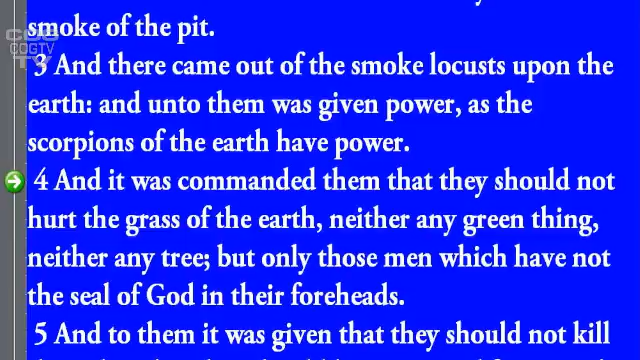 smoke of the pit.
COG
COGTV
TV
3 And there came out of the smoke locusts upon the
earth: and unto them was given power, as the
scorpions of the earth have power.
4 And it was commanded them that they should not
hurt the grass of the earth, neither any green thing,
neither any tree; but only those men which have not
the seal of God in their foreheads.
5 And to them it was given that they should not kill